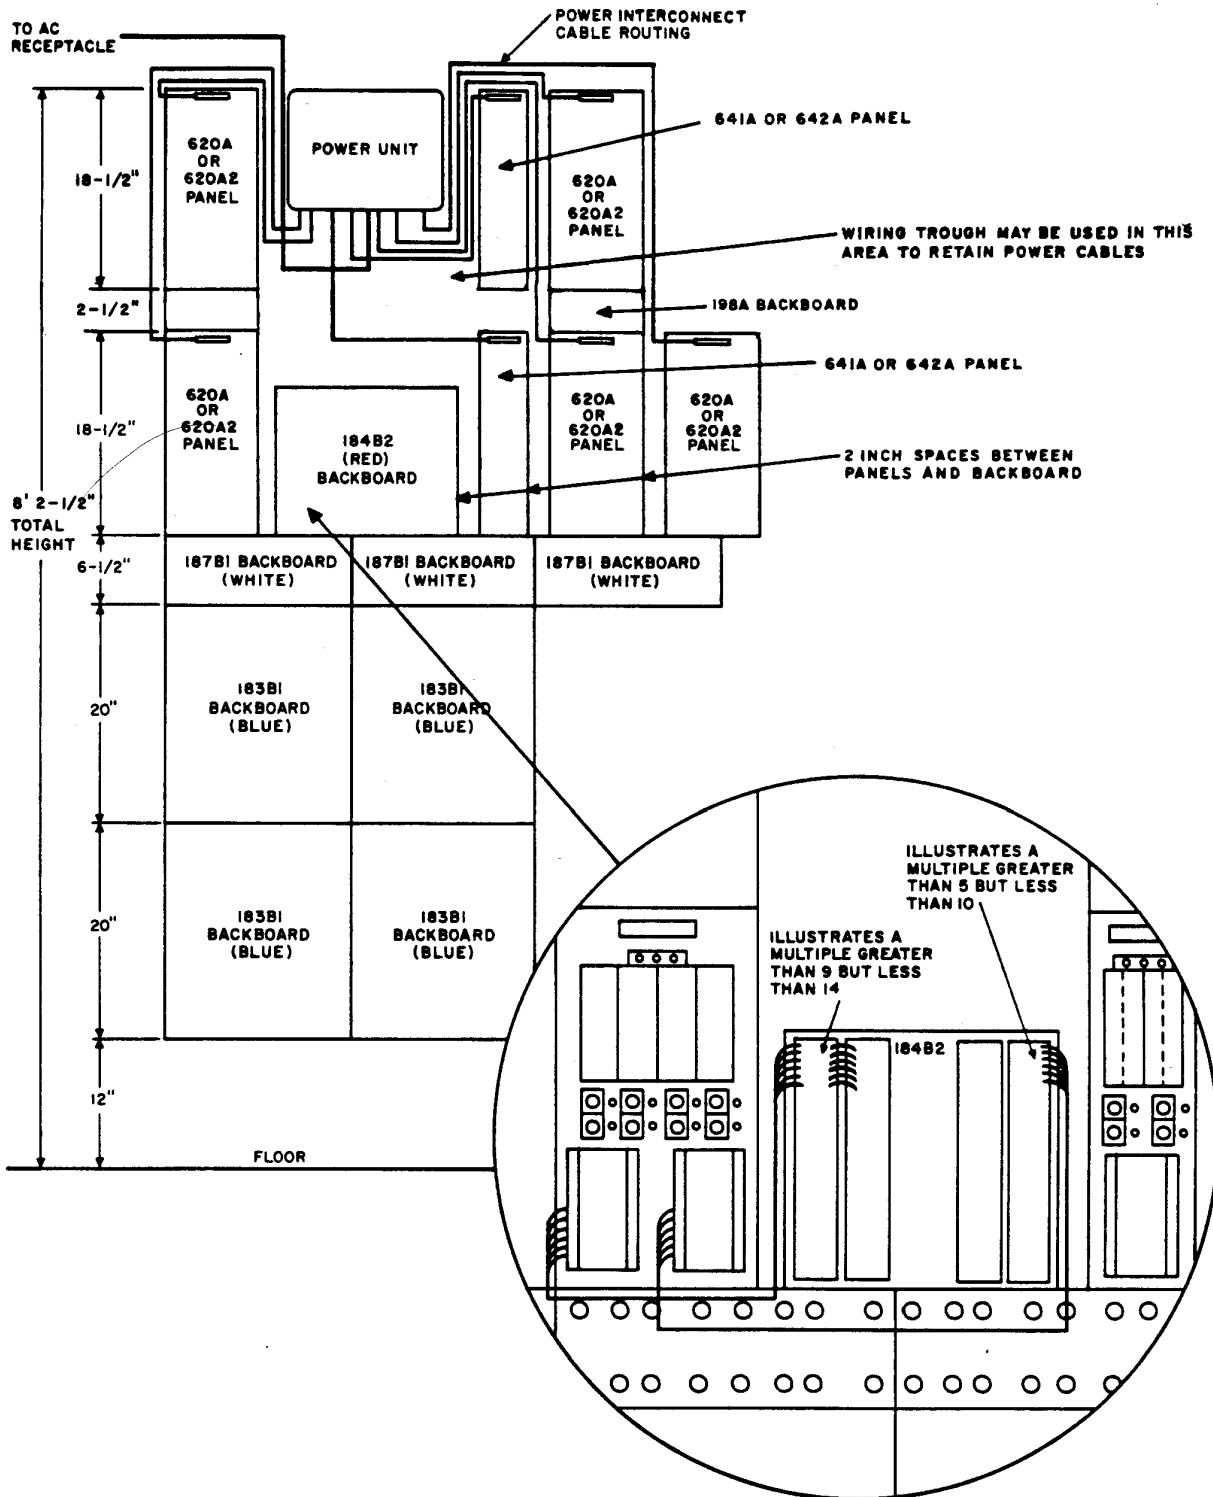 POWER INTERCONNECT
CABLE ROUTING
TO AC
RECEPTACLE
641A OR 642A PANEL
620A
OR
620A2
PANEL
POWER UNIT
18-1/2"
620A
OR
620A2
PANEL
WIRING TROUGH MAY BE USED IN THIS
AREA TO RETAIN POWER CABLES
2-1/2"
198A BACKBOARD
641A OR 642A PANEL
620A
OR
620A2
PANEL
620A
OR
620A2
PANEL
620A
OR
620A2
PANEL
18-1/2"
184B2
(RED)
BACKBOARD
2 INCH SPACES BETWEEN
PANELS AND BACKBOARD
8' 2-1/2"
TOTAL
HEIGHT
6-1/2"
187B1 BACKBOARD
(WHITE)
187B1 BACKBOARD
(WHITE)
187B1 BACKBOARD
(WHITE)
20"
183B1
BACKBOARD
(BLUE)
183B1
BACKBOARD
(BLUE)
20"
183B1
BACKBOARD
(BLUE)
183B1
BACKBOARD
(BLUE)
ILLUSTRATES A
MULTIPLE GREATER
THAN 5 BUT LESS
THAN 10
ILLUSTRATES A
MULTIPLE GREATER
THAN 9 BUT LESS
THAN 14
184B2
12"
FLOOR